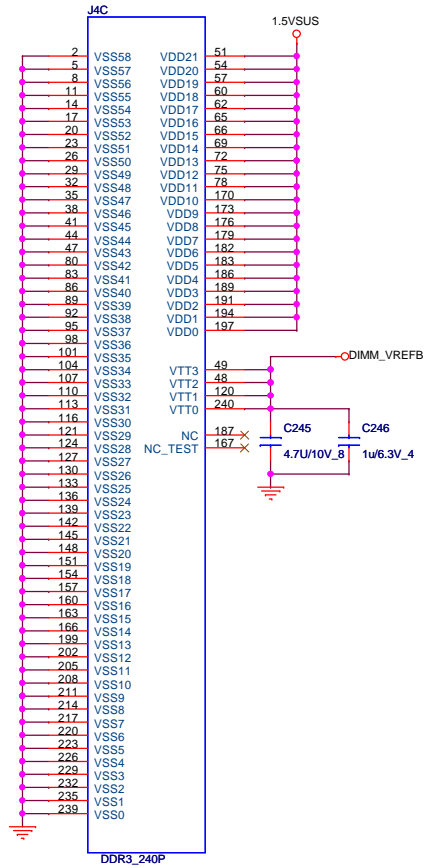 J4C
1.5VSUS
2 VSS58 VDD21 51
5 VSS57 VDD20 54
8 VSS56 VDD19 57
11 VSS55 VDD18 60
14 VSS54 VDD17 62
17 VSS53 VDD16 65
20 VSS52 VDD15 66
23 VSS51 VDD14 69
26 VSS50 VDD13 72
29 VSS49 VDD12 75
32 VSS48 VDD11 78
35 VSS47 VDD10 170
38 VSS46 VDD9 173
41 VSS45 VDD8 176
44 VSS44 VDD7 179
47 VSS43 VDD6 182
80 VSS42 VDD5 183
83 VSS41 VDD4 186
86 VSS40 VDD3 189
89 VSS39 VDD2 191
92 VSS38 VDD1 194
95 VSS37 VDD0 197
98 VSS36
101 VSS35 DIMM_VREFB
104 VSS34 VTT3 49
107 VSS33 VTT2 48
110 VSS32 VTT1 120
113 VSS31 VTT0 240
116 VSS30
121 VSS29 NC 187 C245 C246
124 VSS28 NC_TEST 167 4.7U/10V_8 1u/6.3V_4
127 VSS27
130 VSS26
133 VSS25
136 VSS24
139 VSS23
142 VSS22
145 VSS21
148 VSS20
151 VSS19
154 VSS18
157 VSS17
160 VSS16
163 VSS15
166 VSS14
199 VSS13
202 VSS12
205 VSS11
208 VSS10
211 VSS9
214 VSS8
217 VSS7
220 VSS6
223 VSS5
226 VSS4
229 VSS3
232 VSS2
235 VSS1
239 VSS0
DDR3_240P